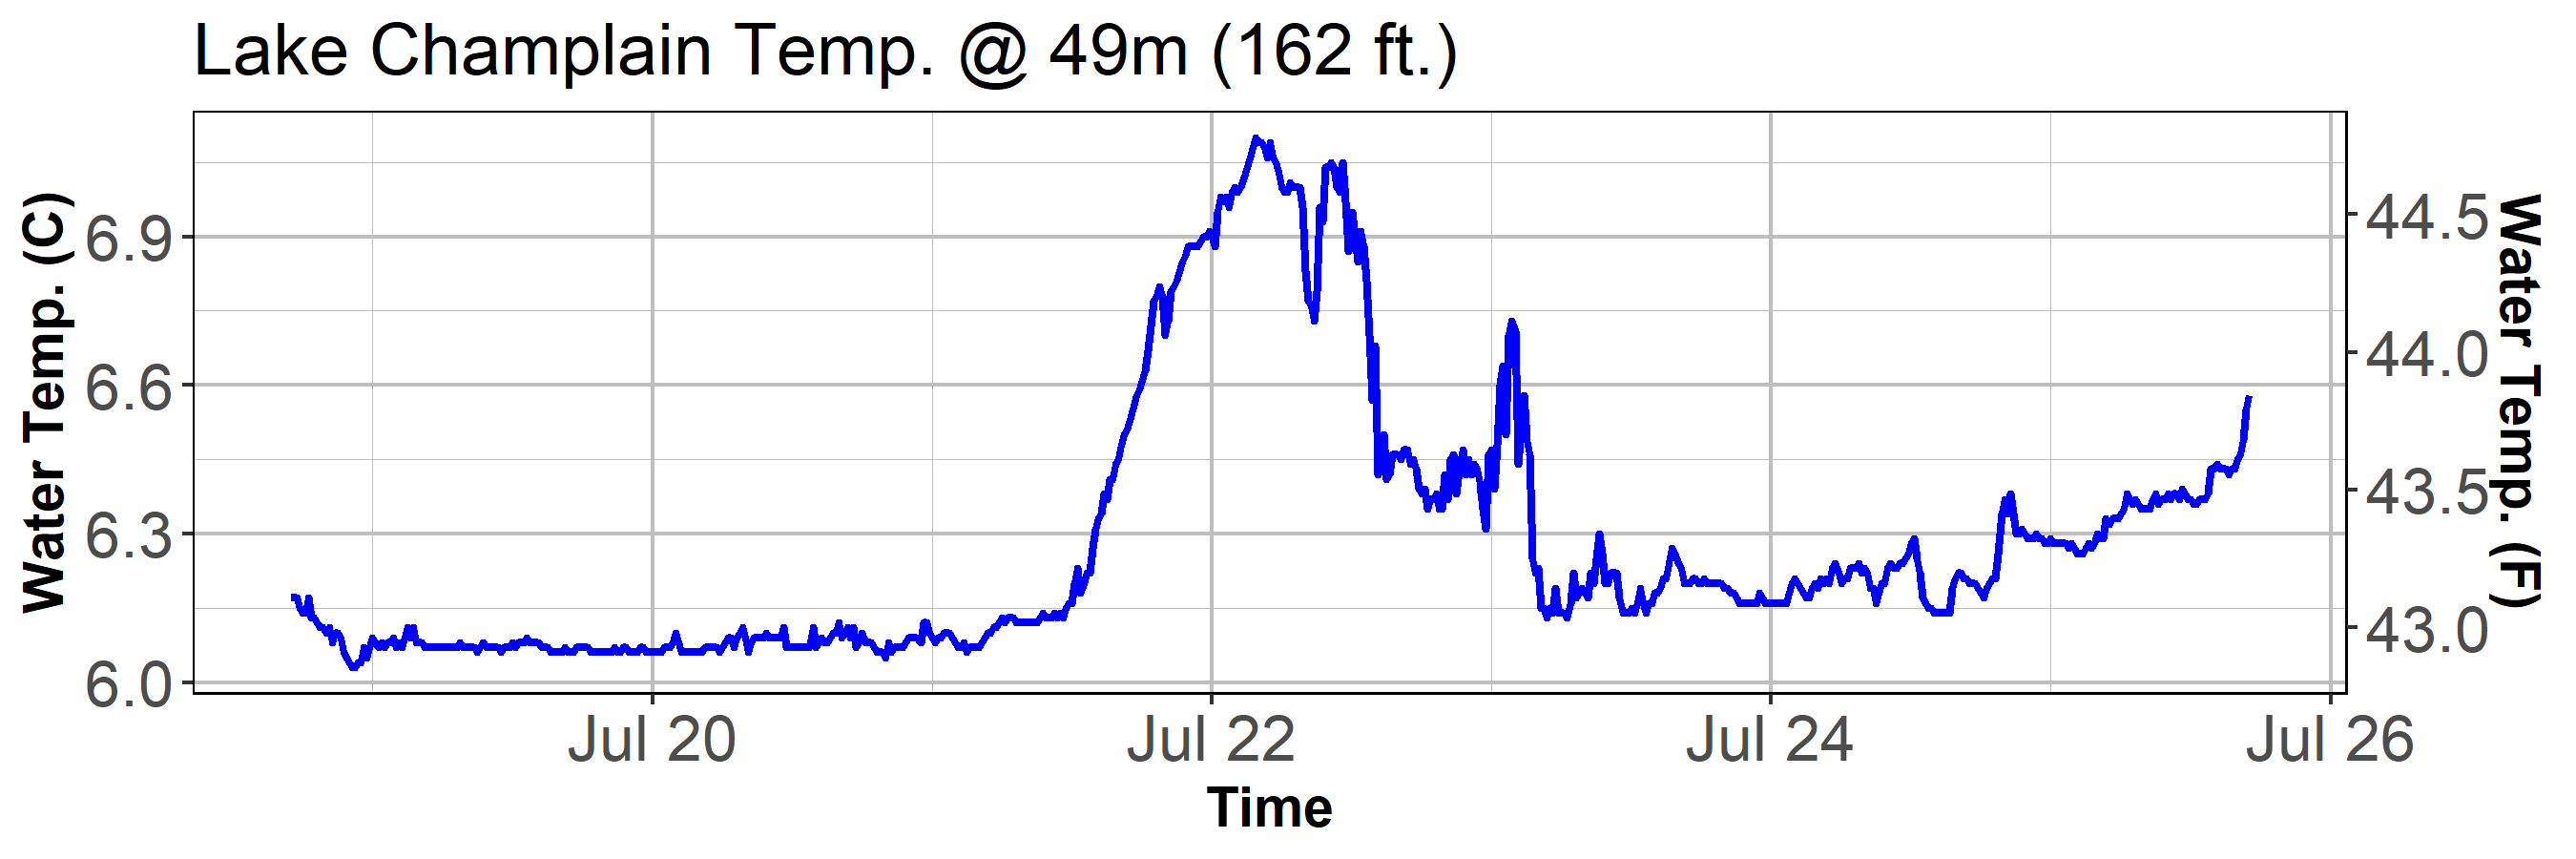 Lake Champlain Temp. @ 49m (162 ft.)
Water Temp. (C)
6.9
6.6
6.3
6.0
44.5
44.0
43.5
43.0
Water Temp. (F)
Jul 20 Jul 22 Jul 24 Jul 26
Time